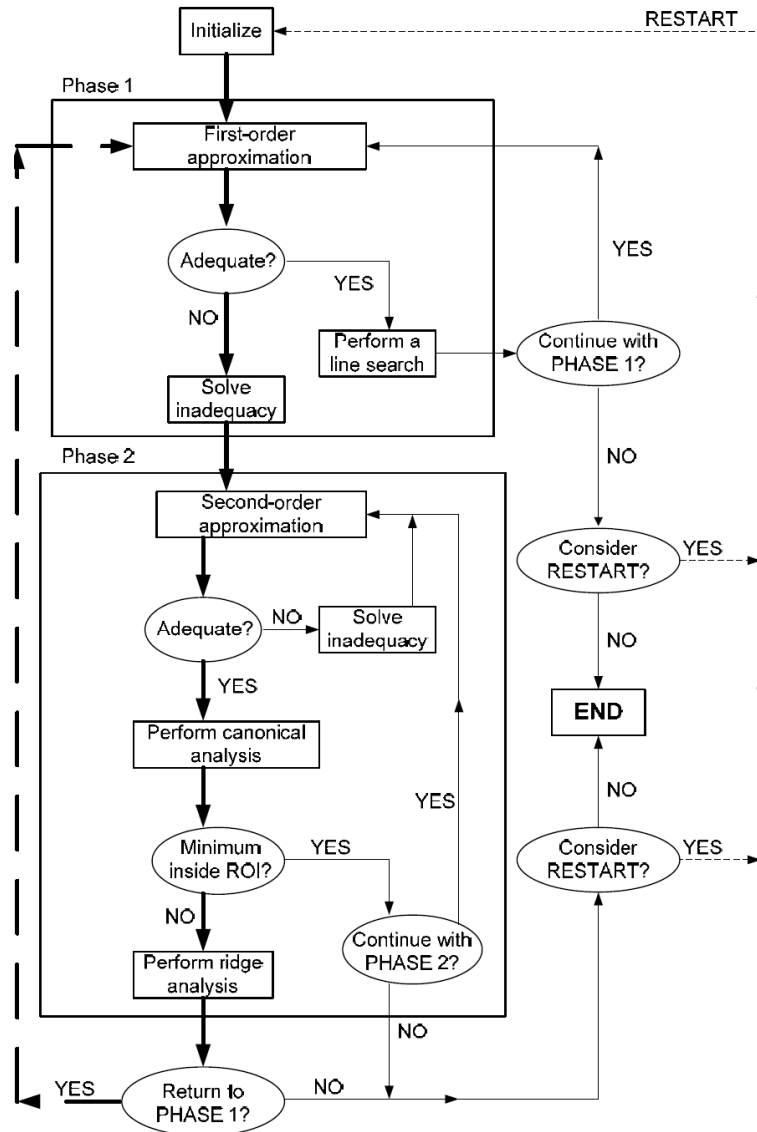 RESTART
Initialize
Phase 1
First-order
approximation
Adequate?
YES
YES
NO
Perform a
line search
Continue with
PHASE 1?
Solve
inadequacy
NO
Phase 2
Second-order
approximation
Consider
RESTART?
YES
Adequate?
NO
Solve
inadequacy
NO
YES
END
Perform canonical
analysis
YES
NO
Minimum
inside ROI?
YES
Consider
RESTART?
YES
NO
Continue with
PHASE 2?
Perform ridge
analysis
NO
YES
Return to
PHASE 1?
NO